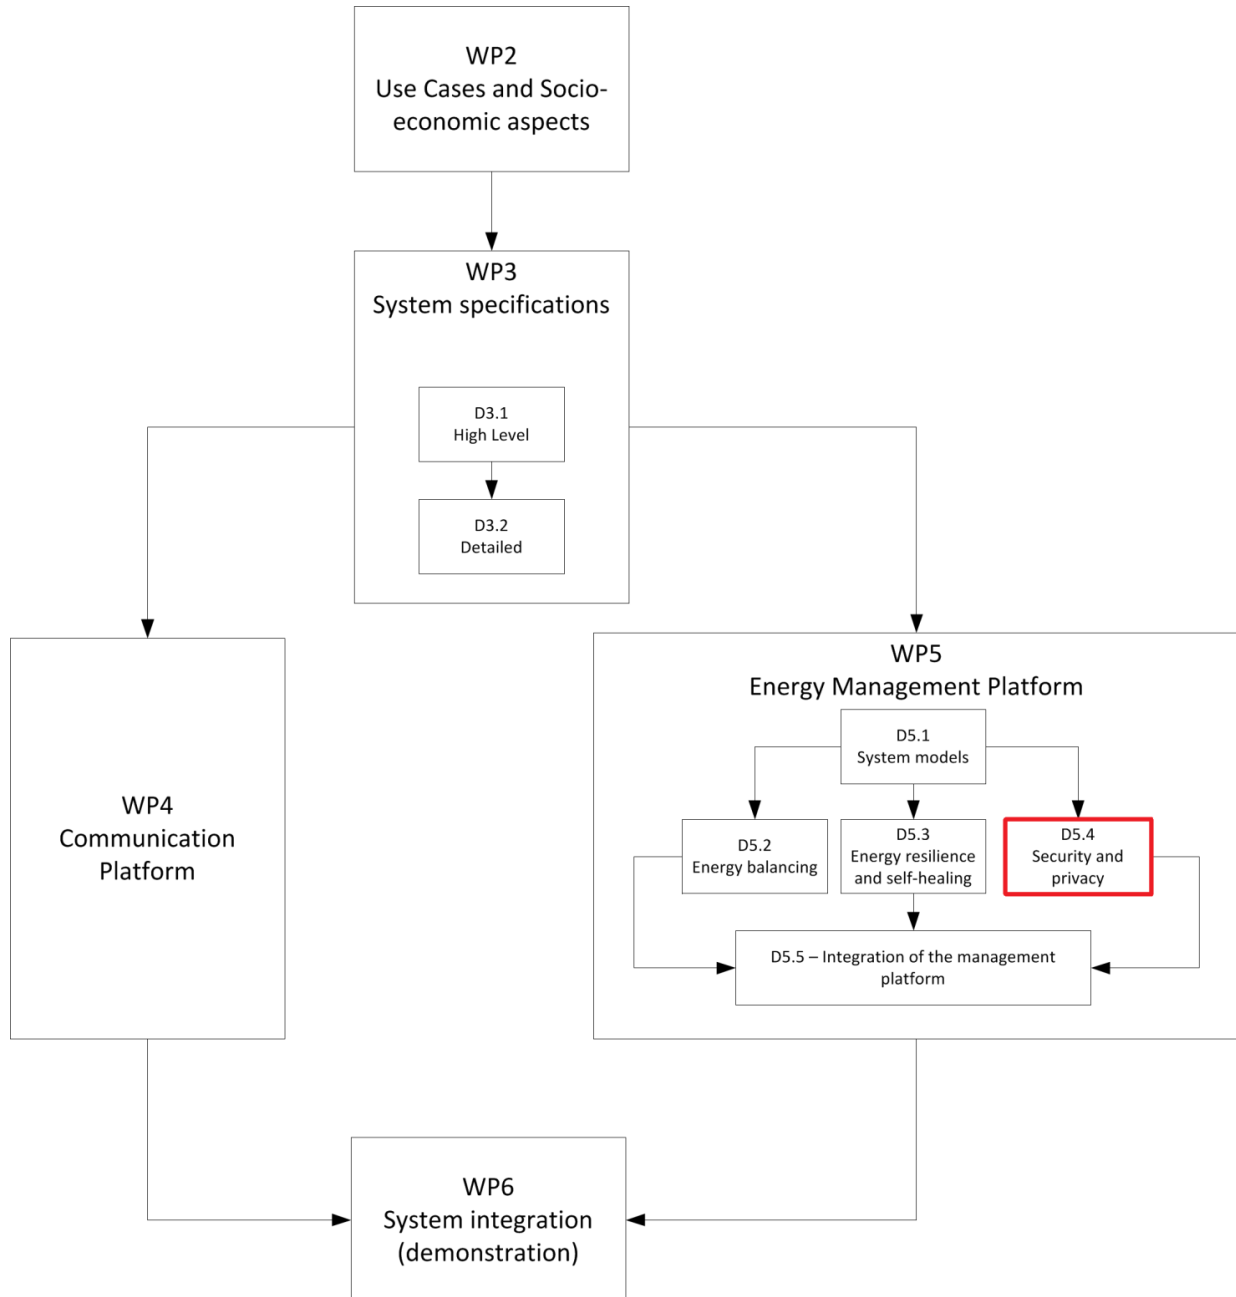 WP2
Use Cases and Socio-
economic aspects
WP3
System specifications
D3.1
High Level
D3.2
Detailed
WP4
Communication
Platform
WP5
Energy Management Platform
D5.1
System models
D5.2
Energy balancing
D5.3
Energy resilience
and self-healing
D5.4
Security and
privacy
D5.5 – Integration of the management
platform
WP6
System integration
(demonstration)